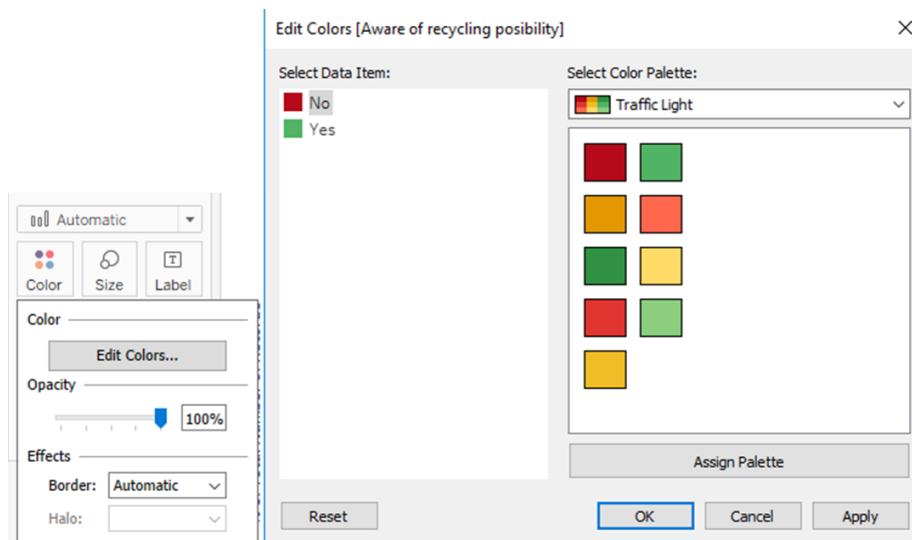 Edit Colors [Aware of recycling posibility]
Select Data Item:
No
Yes
Select Color Palette:
Traffic Light
Assign Palette
Reset
OK
Cancel
Apply
Automatic
Color
Size
Label
Color
Edit Colors...
Opacity
100%
Effects
Border:
Automatic
Halo: